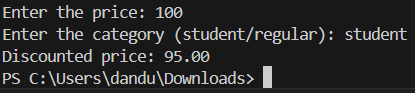 Enter the price: 100
Enter the category (student/regular): student
Discounted price: 95.00
PS C:\Users\dandu\Downloads>